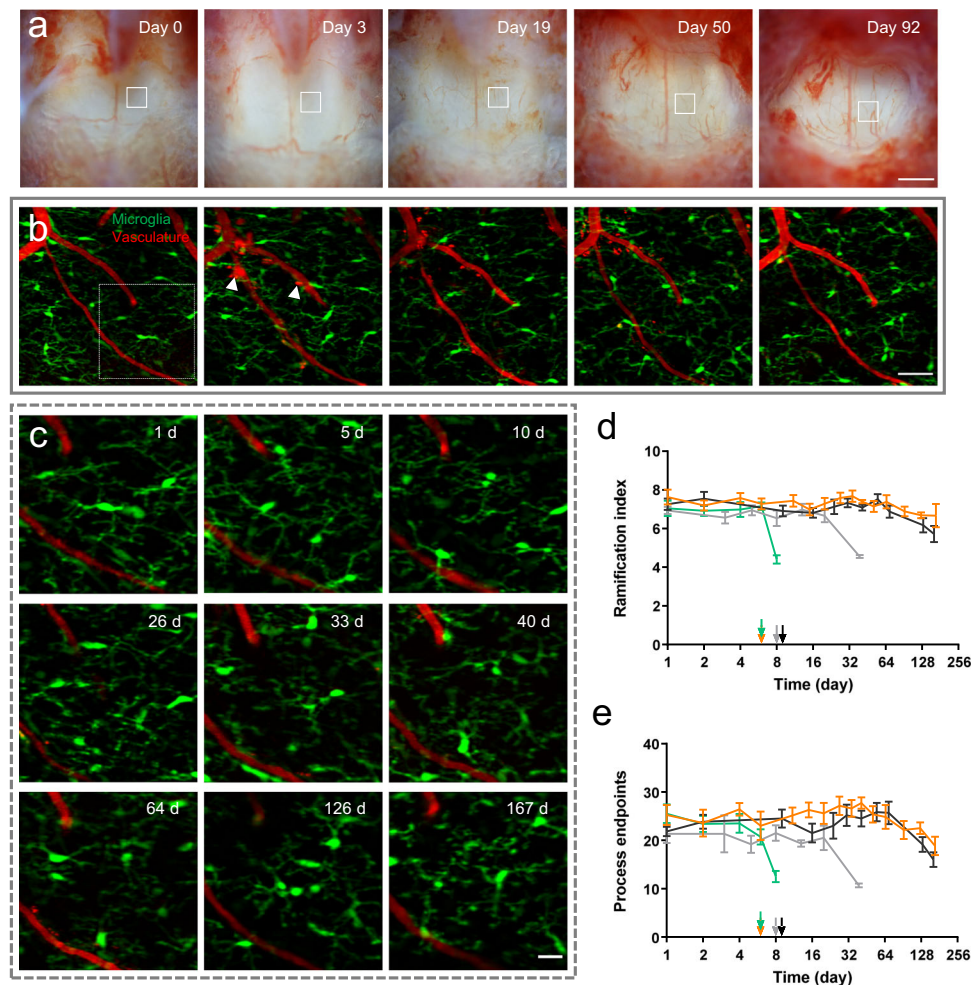 a
Day 0
Day 3
Day 19
Day 50
Day 92
b
Microglia
Vasculature
c
1 d
5 d
10 d
26 d
33 d
40 d
64 d
126 d
167 d
d
Ramification index
10
8
6
4
2
0
1 2 4 8 16 32 64 128 256
Time (day)
e
Process endpoints
40
30
20
10
0
1 2 4 8 16 32 64 128 256
Time (day)